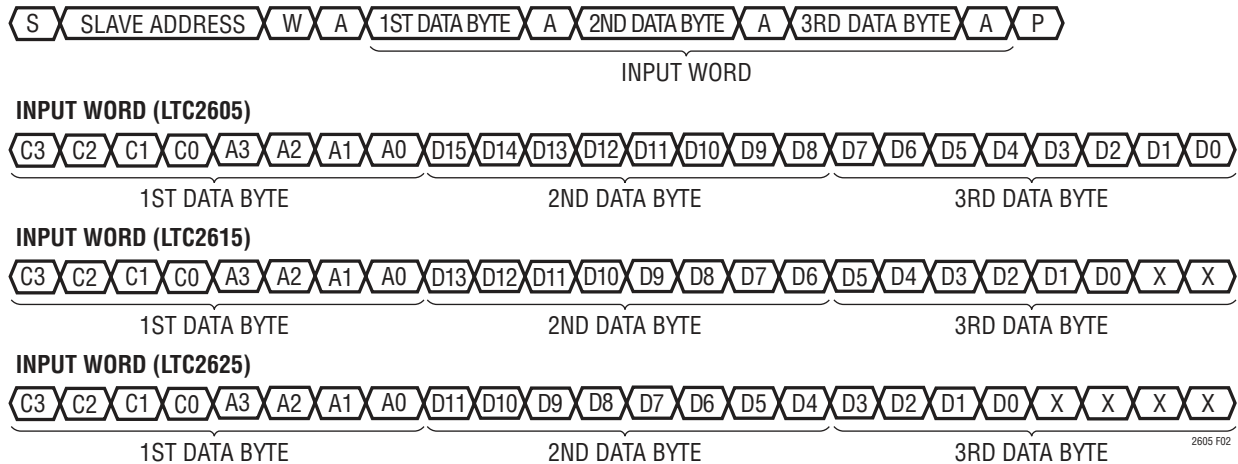 S SLAVE ADDRESS W A 1ST DATA BYTE A 2ND DATA BYTE A 3RD DATA BYTE A P
INPUT WORD
INPUT WORD (LTC2605)
C3 C2 C1 C0 A3 A2 A1 A0 D15 D14 D13 D12 D11 D10 D9 D8 D7 D6 D5 D4 D3 D2 D1 D0
1ST DATA BYTE 2ND DATA BYTE 3RD DATA BYTE
INPUT WORD (LTC2615)
C3 C2 C1 C0 A3 A2 A1 A0 D13 D12 D11 D10 D9 D8 D7 D6 D5 D4 D3 D2 D1 D0 X X
1ST DATA BYTE 2ND DATA BYTE 3RD DATA BYTE
INPUT WORD (LTC2625)
C3 C2 C1 C0 A3 A2 A1 A0 D11 D10 D9 D8 D7 D6 D5 D4 D3 D2 D1 D0 X X X X
1ST DATA BYTE 2ND DATA BYTE 3RD DATA BYTE 2605 F02